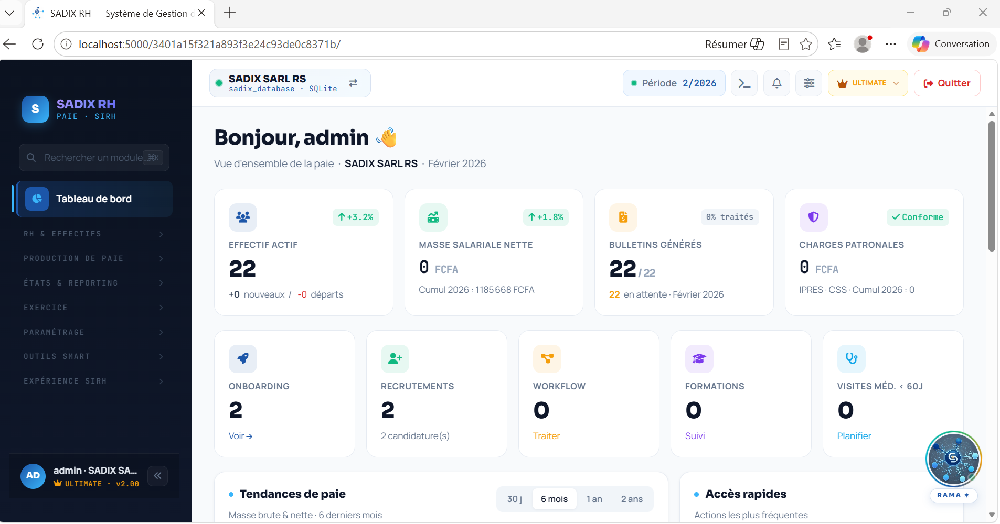 SADIX RH — Système de Gestion d
localhost:5000/3401a15f321a893f3e24c93de0c8371b/
Résumer
Conversation
S
SADIX RH
PAIE · SIRH
Rechercher un module...
⌘K
Tableau de bord
RH & EFFECTIFS
PRODUCTION DE PAIE
ÉTATS & REPORTING
EXERCICE
PARAMÉTRAGE
OUTILS SMART
EXPÉRIENCE SIRH
AD
admin · SADIX SA...
ULTIMATE · v2.00
SADIX SARL RS
sadix_database · SQLite
Période 2/2026
ULTIMATE
Quitter
Bonjour, admin 👋
Vue d'ensemble de la paie · SADIX SARL RS · Février 2026
+3.2%
EFFECTIF ACTIF
22
+0 nouveaux / -0 départs
+1.8%
MASSE SALARIALE NETTE
0 FCFA
Cumul 2026 : 1 185 668 FCFA
0% traités
BULLETINS GÉNÉRÉS
22 / 22
22 en attente · Février 2026
Conforme
CHARGES PATRONALES
0 FCFA
IPRES · CSS · Cumul 2026 : 0
ONBOARDING
2
Voir →
RECRUTEMENTS
2
2 candidature(s)
WORKFLOW
0
Traiter
FORMATIONS
0
Suivi
VISITES MÉD. < 60J
0
Planifier
Tendances de paie
30 j
6 mois
1 an
2 ans
Masse brute & nette · 6 derniers mois
Accès rapides
Actions les plus fréquentes
RAMA ✶